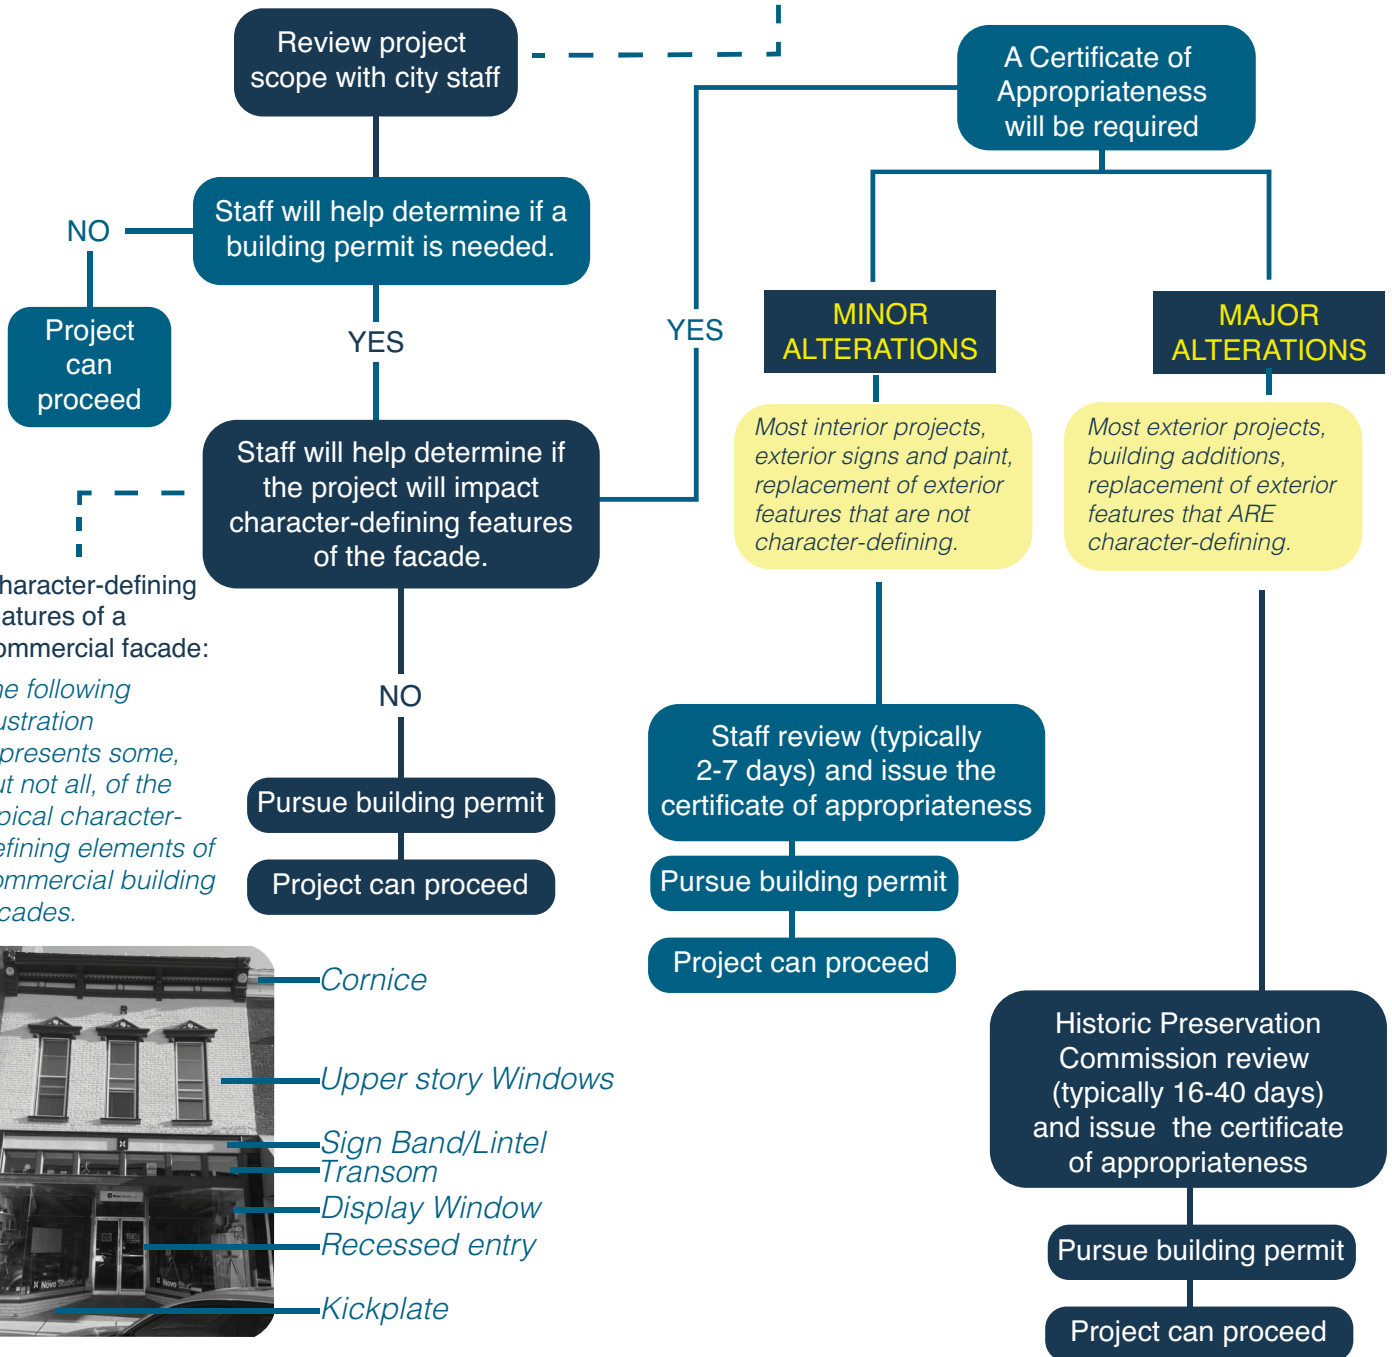 Review project
scope with city staff
Staff will help determine if a
building permit is needed.
NO
Project
can
proceed
YES
Staff will help determine if
the project will impact
character-defining features
of the facade.
YES
A Certificate of
Appropriateness
will be required
MINOR
ALTERATIONS
MAJOR
ALTERATIONS
Most interior projects,
exterior signs and paint,
replacement of exterior
features that are not
character-defining.
Most exterior projects,
building additions,
replacement of exterior
features that ARE
character-defining.
haracter-defining
atures of a
ommercial facade:
he following
ustration
presents some,
ut not all, of the
pical character-
efining elements of
ommercial building
cades.
NO
Pursue building permit
Project can proceed
Staff review (typically
2-7 days) and issue the
certificate of appropriateness
Pursue building permit
Project can proceed
Historic Preservation
Commission review
(typically 16-40 days)
and issue the certificate
of appropriateness
Pursue building permit
Project can proceed
Cornice
Upper story Windows
Sign Band/Lintel
Transom
Display Window
Recessed entry
Kickplate
Novo Studio